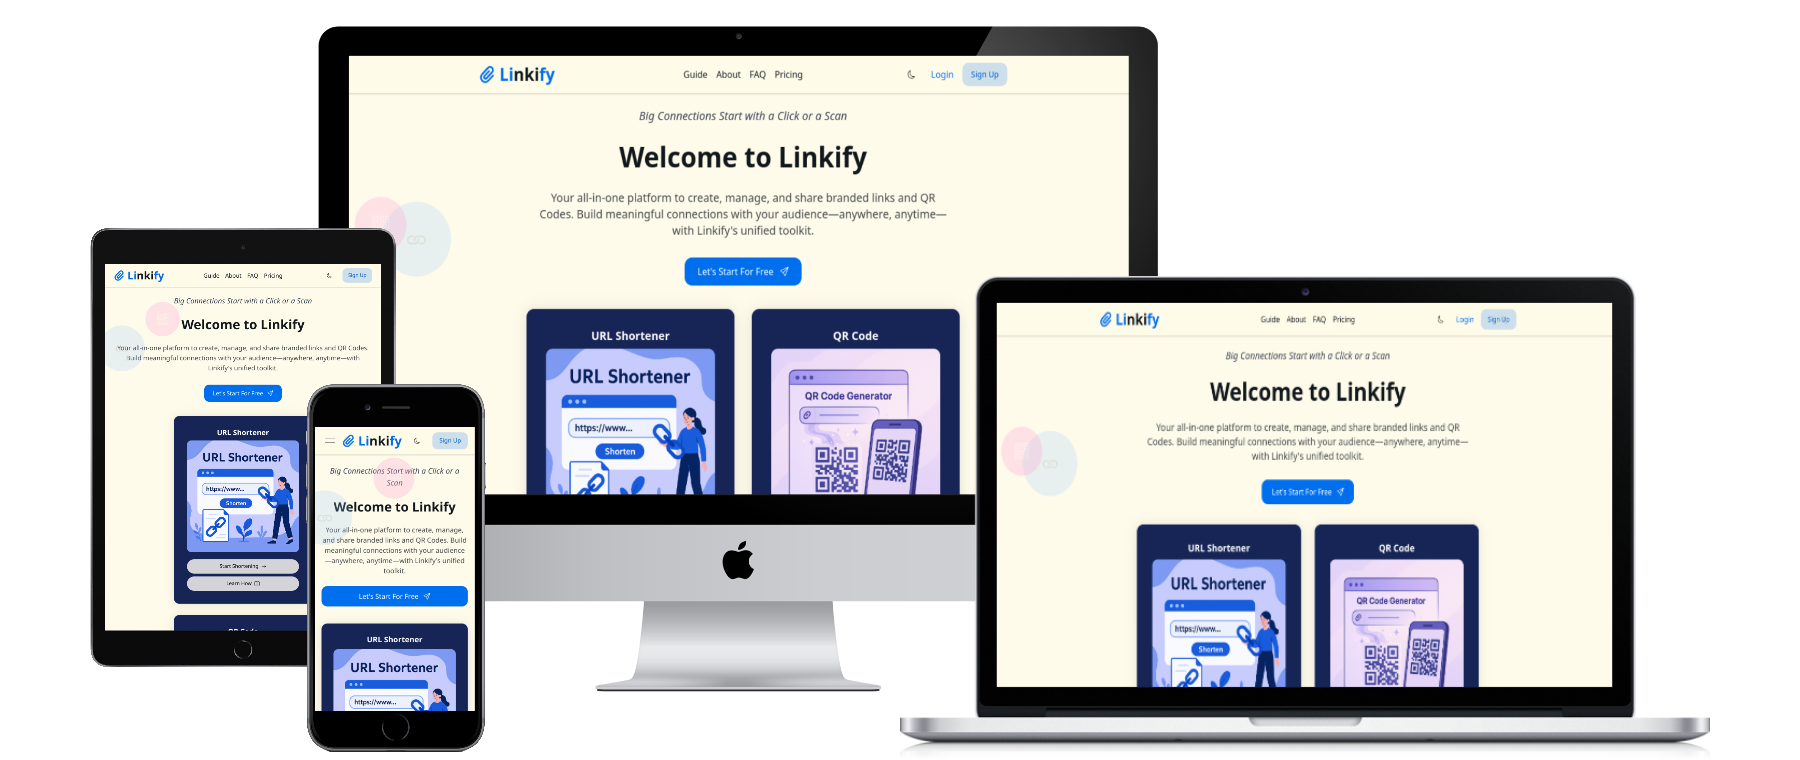 Linkify
Guide About FAQ Pricing
Login
Sign Up
Big Connections Start with a Click or a Scan
Welcome to Linkify
Your all-in-one platform to create, manage, and share branded links and QR
Codes. Build meaningful connections with your audience—anywhere, anytime—
with Linkify's unified toolkit.
Let's Start For Free
URL Shortener
URL Shortener
https://www...
Shorten
QR Code
QR Code Generator
Linkify
Guide About FAQ Pricing
Sign Up
Big Connections Start with a Click or a Scan
Welcome to Linkify
Your all-in-one platform to create, manage, and share branded links and QR Codes.
Build meaningful connections with your audience—anywhere, anytime—with
Linkify's unified toolkit.
Let's Start For Free
URL Shortener
URL Shortener
https://www...
Shorten
Start Shortening →
Learn How
QR Code
Linkify
Sign Up
Big Connections Start with a Click or a
Scan
Welcome to Linkify
Your all-in-one platform to create, manage,
and share branded links and QR Codes. Build
meaningful connections with your audience
—anywhere, anytime—with Linkify's unified
toolkit.
Let's Start For Free
URL Shortener
URL Shortener
https://www...
Linkify
Guide About FAQ Pricing
Login
Sign Up
Big Connections Start with a Click or a Scan
Welcome to Linkify
Your all-in-one platform to create, manage, and share branded links and QR
Codes. Build meaningful connections with your audience—anywhere, anytime—
with Linkify's unified toolkit.
Let's Start For Free
URL Shortener
URL Shortener
https://www...
Shorten
QR Code
QR Code Generator